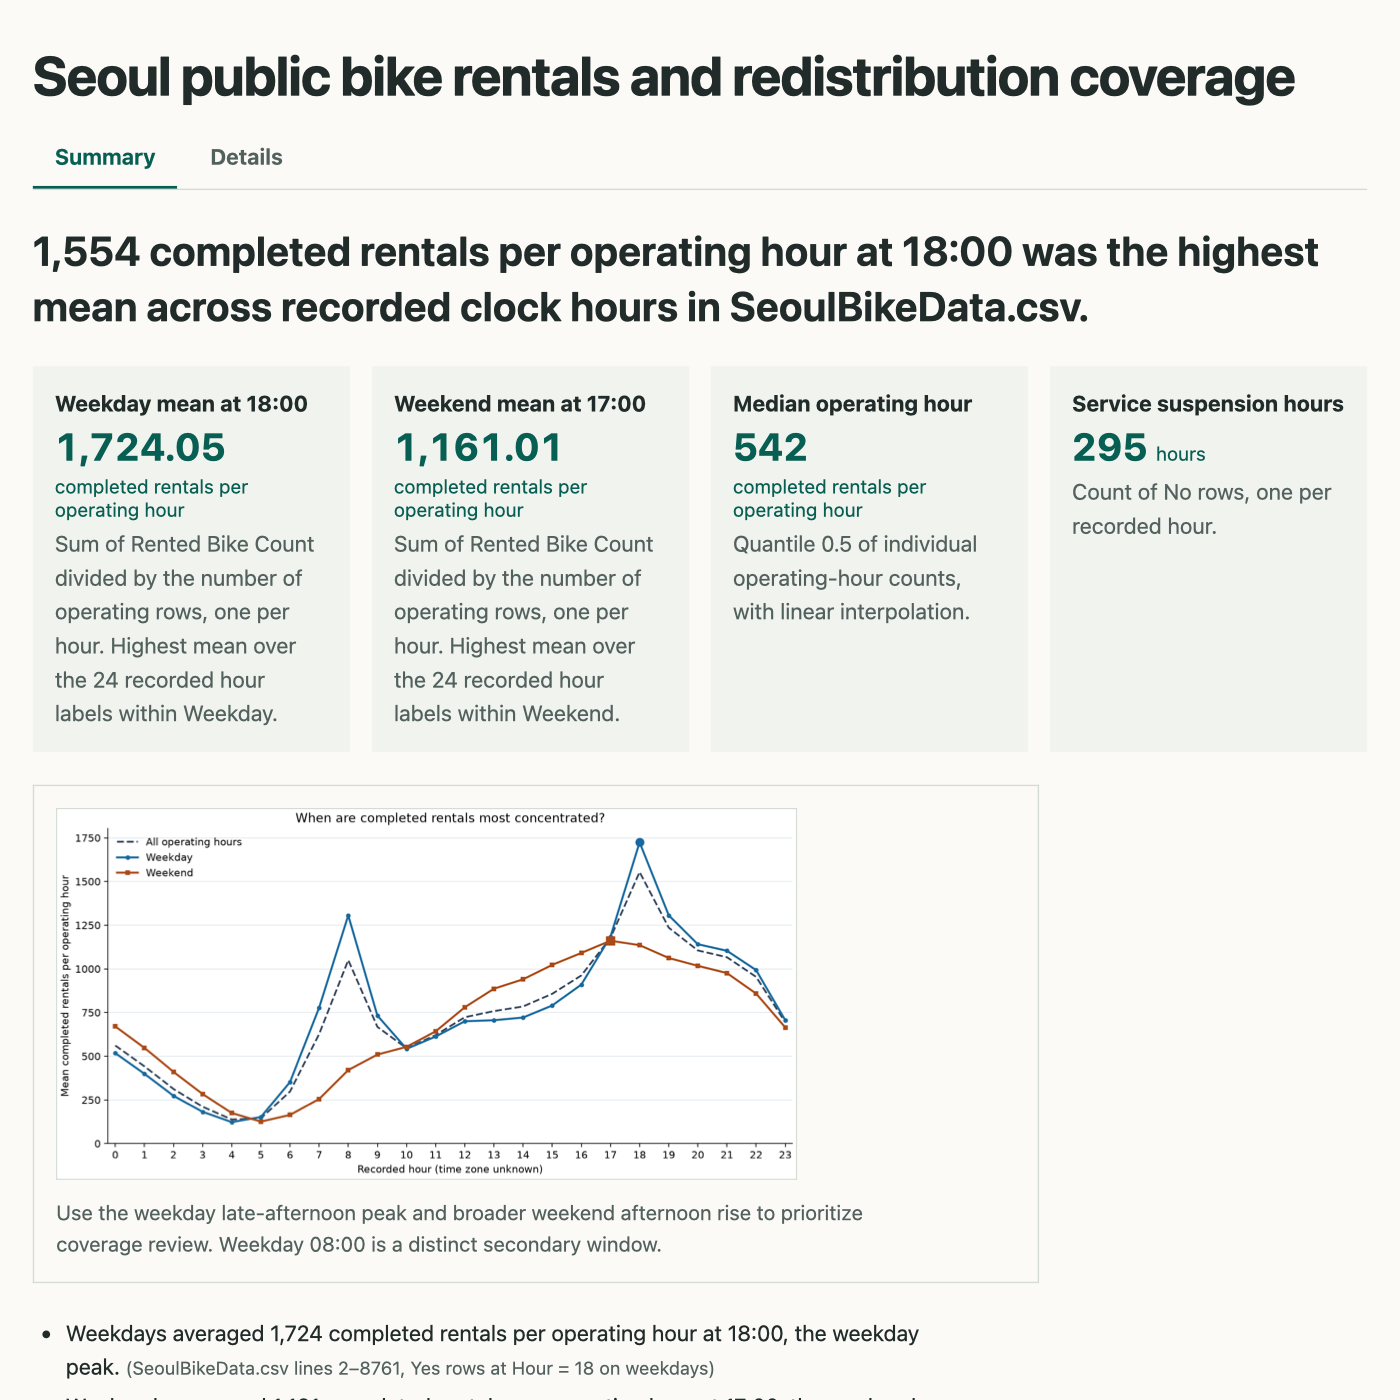 Seoul public bike rentals and redistribution coverage
Summary
Details
1,554 completed rentals per operating hour at 18:00 was the highest
mean across recorded clock hours in SeoulBikeData.csv.
Weekday mean at 18:00
1,724.05
completed rentals per
operating hour
Sum of Rented Bike Count
divided by the number of
operating rows, one per
hour. Highest mean over
the 24 recorded hour
labels within Weekday.
Weekend mean at 17:00
1,161.01
completed rentals per
operating hour
Sum of Rented Bike Count
divided by the number of
operating rows, one per
hour. Highest mean over
the 24 recorded hour
labels within Weekend.
Median operating hour
542
completed rentals per
operating hour
Quantile 0.5 of individual
operating-hour counts,
with linear interpolation.
Service suspension hours
295 hours
Count of No rows, one per
recorded hour.
When are completed rentals most concentrated?
All operating hours
Weekday
Weekend
Mean completed rentals per operating hour
1750
1500
1250
1000
750
500
250
0
0 1 2 3 4 5 6 7 8 9 10 11 12 13 14 15 16 17 18 19 20 21 22 23
Recorded hour (time zone unknown)
Use the weekday late-afternoon peak and broader weekend afternoon rise to prioritize
coverage review. Weekday 08:00 is a distinct secondary window.
Weekdays averaged 1,724 completed rentals per operating hour at 18:00, the weekday
peak. (SeoulBikeData.csv lines 2–8761, Yes rows at Hour = 18 on weekdays)